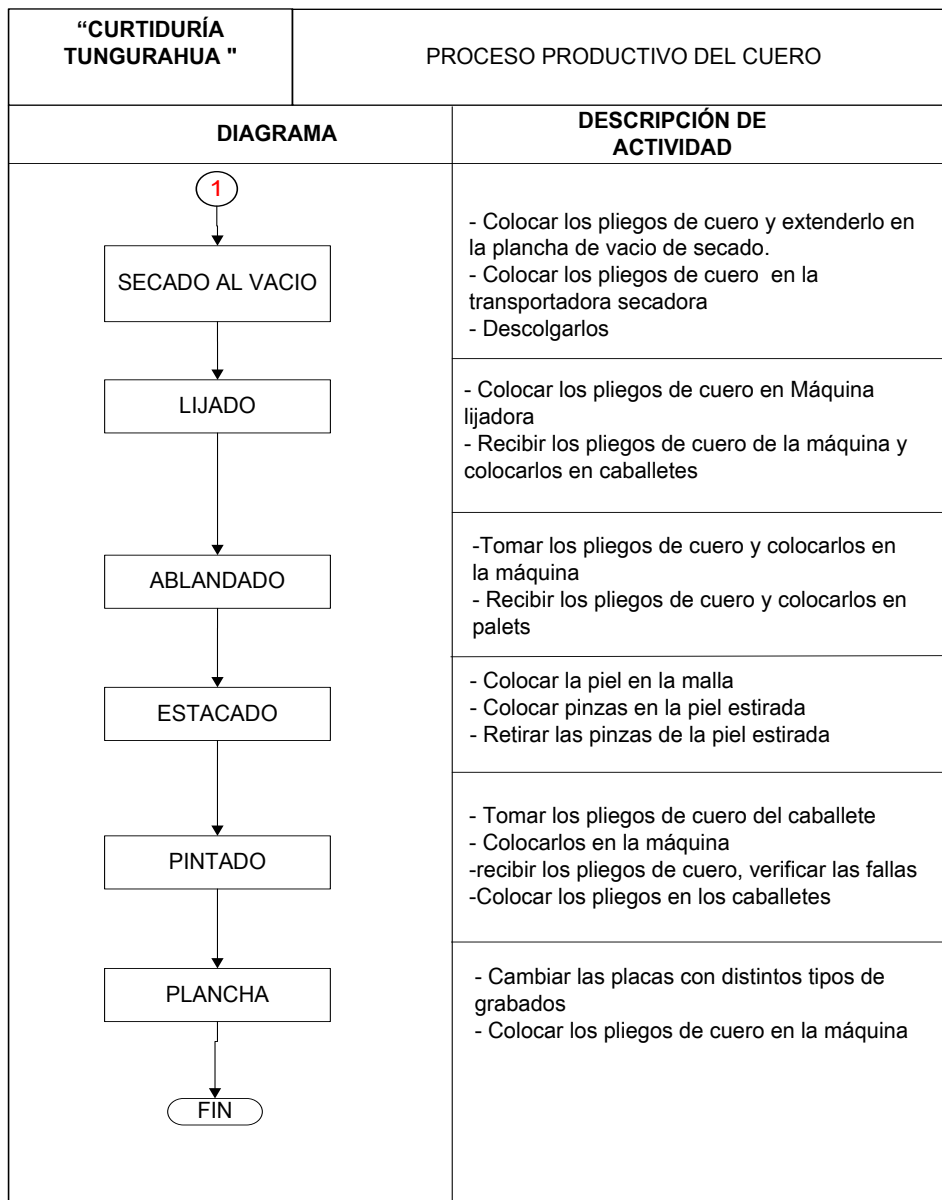 “CURTIDURÍA
TUNGURAHUA "
PROCESO PRODUCTIVO DEL CUERO
DIAGRAMA
DESCRIPCIÓN DE
ACTIVIDAD
1
SECADO AL VACIO
- Colocar los pliegos de cuero y extenderlo en
la plancha de vacio de secado.
- Colocar los pliegos de cuero en la
transportadora secadora
- Descolgarlos
LIJADO
- Colocar los pliegos de cuero en Máquina
lijadora
- Recibir los pliegos de cuero de la máquina y
colocarlos en caballetes
ABLANDADO
-Tomar los pliegos de cuero y colocarlos en
la máquina
- Recibir los pliegos de cuero y colocarlos en
palets
ESTACADO
- Colocar la piel en la malla
- Colocar pinzas en la piel estirada
- Retirar las pinzas de la piel estirada
PINTADO
- Tomar los pliegos de cuero del caballete
- Colocarlos en la máquina
-recibir los pliegos de cuero, verificar las fallas
-Colocar los pliegos en los caballetes
PLANCHA
- Cambiar las placas con distintos tipos de
grabados
- Colocar los pliegos de cuero en la máquina
FIN